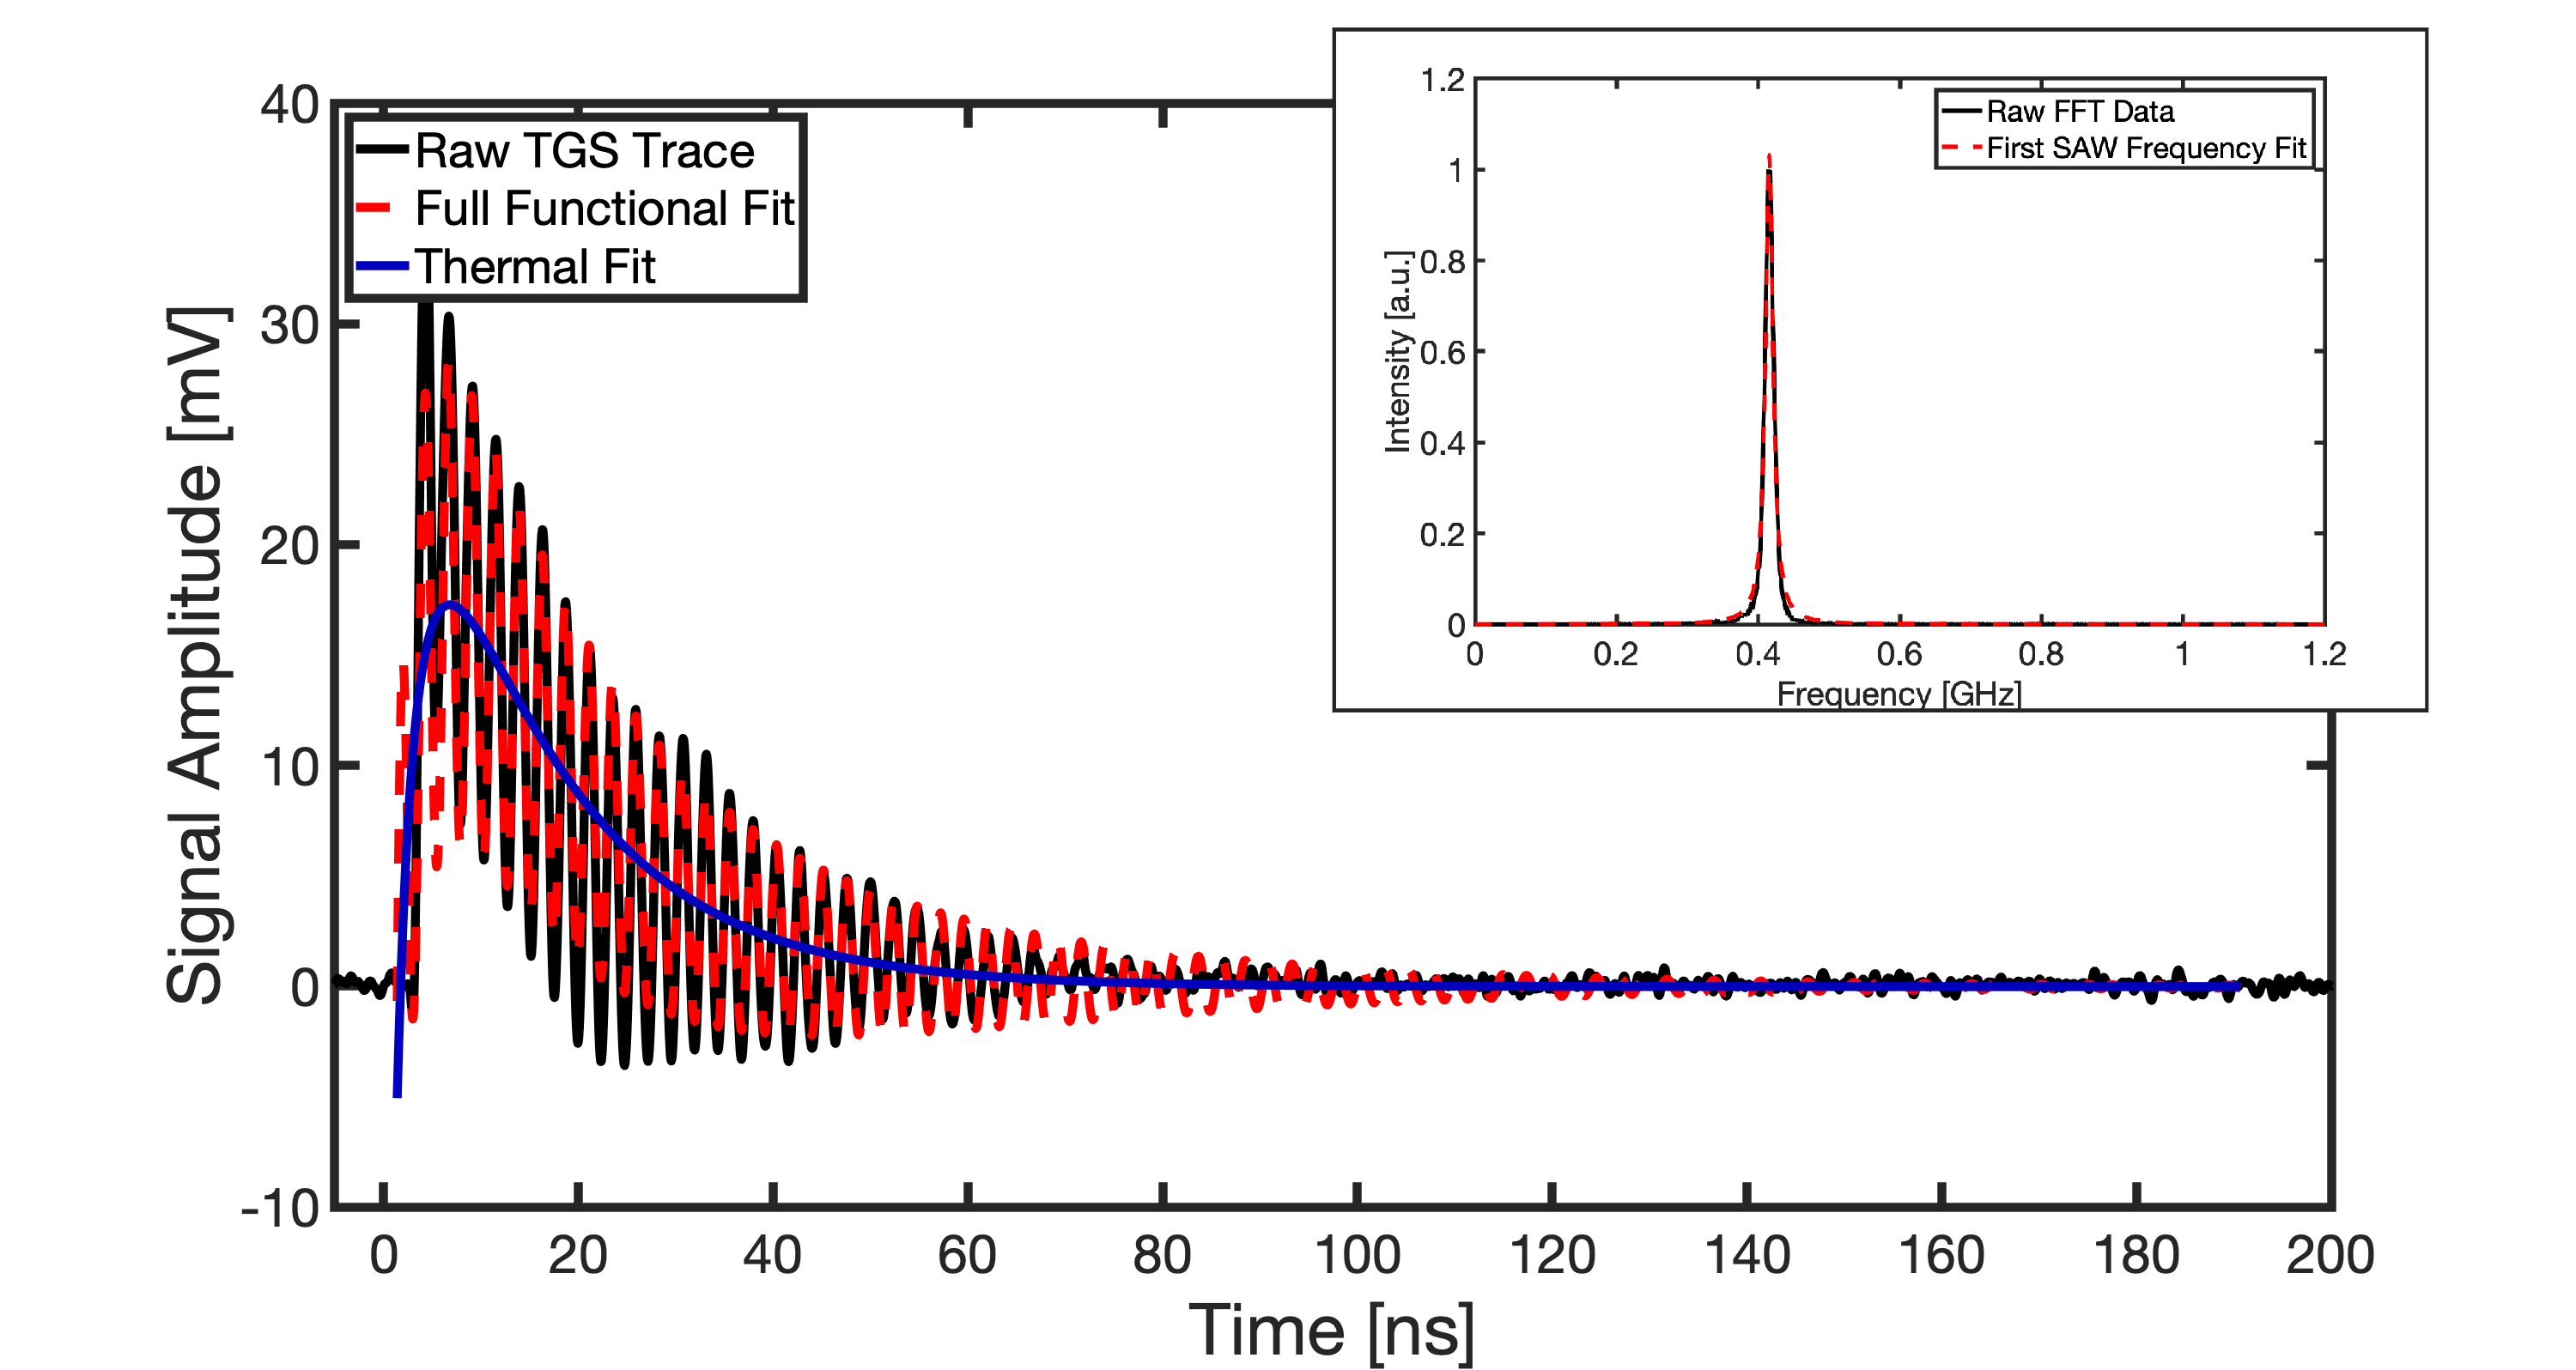 40
30
20
10
0
-10
Signal Amplitude [mV]
Raw TGS Trace
Full Functional Fit
Thermal Fit
0 20 40 60 80 100 120 140 160 180 200
Time [ns]
1.2
1
0.8
0.6
0.4
0.2
0
Intensity [a.u.]
Raw FFT Data
First SAW Frequency Fit
0 0.2 0.4 0.6 0.8 1 1.2
Frequency [GHz]